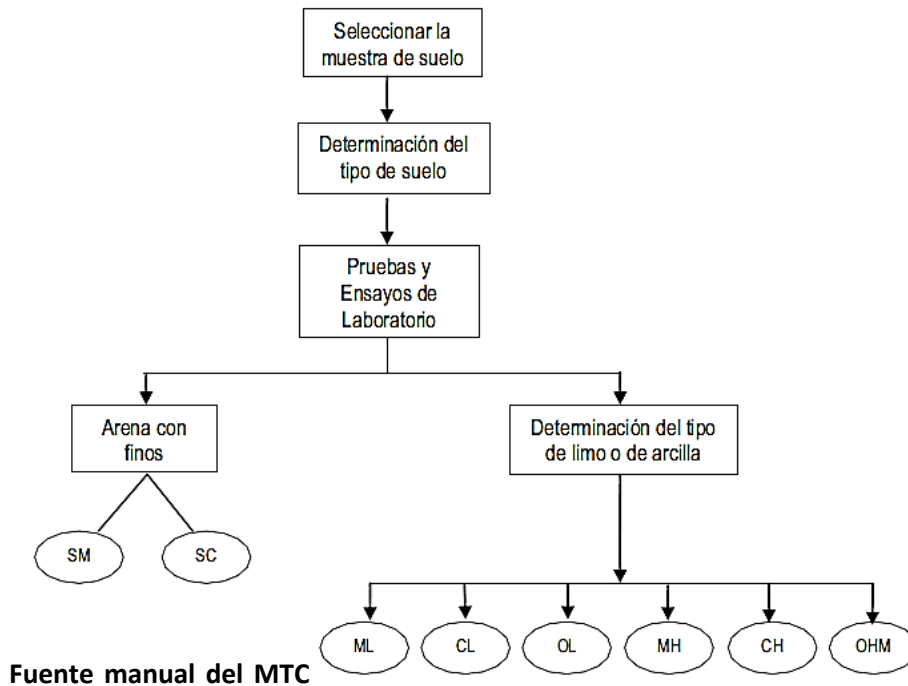 Seleccionar la
muestra de suelo
Determinación del
tipo de suelo
Pruebas y
Ensayos de
Laboratorio
Arena con
finos
Determinación del tipo
de limo o de arcilla
SM
SC
ML
CL
OL
MH
CH
OHM
Fuente manual del MTC